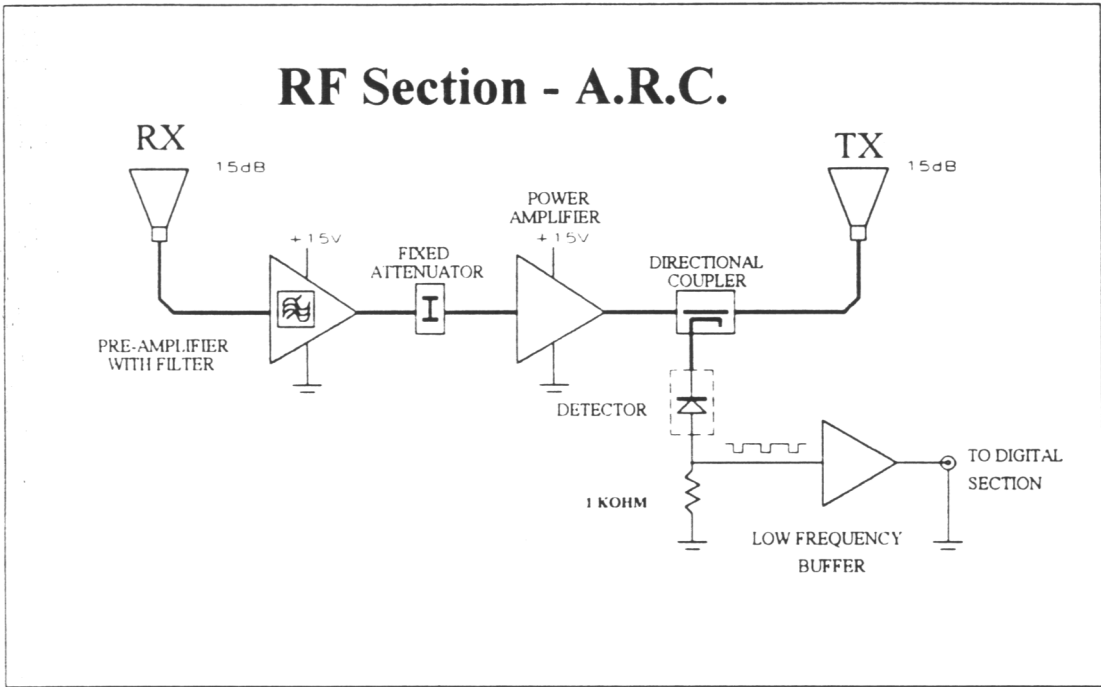 RF Section - A.R.C.
RX
15dB
TX
15dB
+15V
FIXED
ATTENUATOR
POWER
AMPLIFIER
+15V
DIRECTIONAL
COUPLER
PRE-AMPLIFIER
WITH FILTER
DETECTOR
1 KOHM
LOW FREQUENCY
BUFFER
TO DIGITAL
SECTION